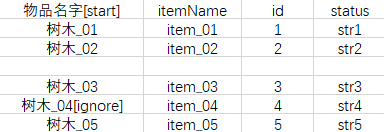 物品名字[start] itemName id status
树木_01 item_01 1 str1
树木_02 item_02 2 str2
树木_03 item_03 3 str3
树木_04[ignore] item_04 4 str4
树木_05 item_05 5 str5